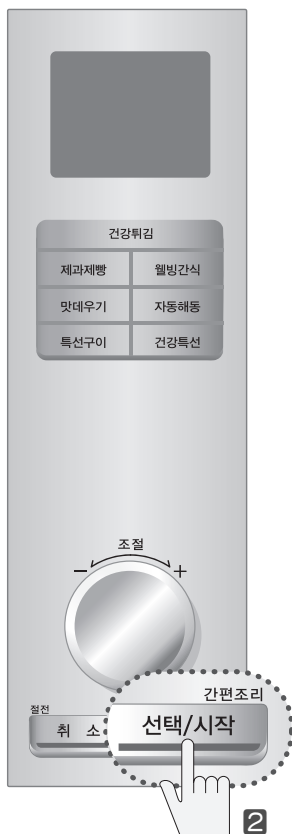 건강튀김
제과제빵 웰빙간식
맛데우기 자동해동
특선구이 건강특선
조절
− +
간편조리
절전
취 소 선택/시작
2